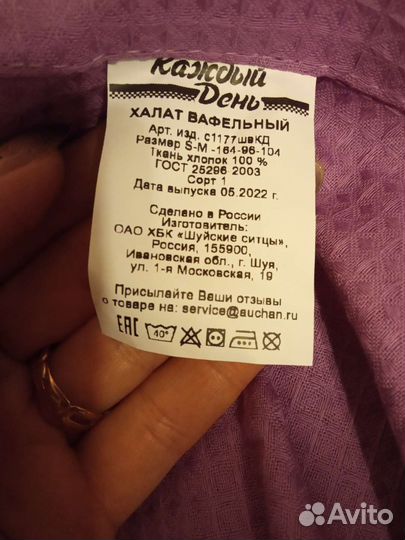 Каждый
День
ХАЛАТ ВАФЕЛЬНЫЙ
Арт. изд. с1177швКД
Размер S-M -164-96-104
Ткань хлопок 100 %
ГОСТ 25296 2003
Сорт 1
Дата выпуска 05.2022 г.
Сделано в России
Изготовитель:
ОАО ХБК «Шуйские ситцы»,
Россия, 155900,
Ивановская обл., г. Шуя,
ул. 1-я Московская, 19
Присылайте Ваши отзывы
о товаре на: service@auchan.ru
EAC 40°
Avito